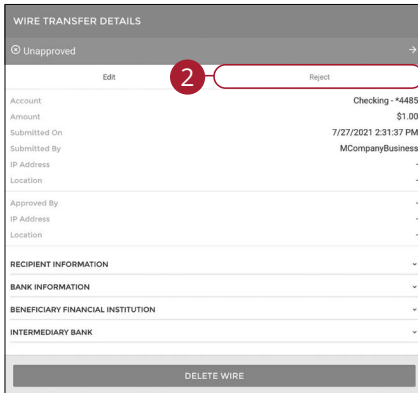 WIRE TRANSFER DETAILS
Unapproved
Edit 2 Reject
Account Checking - *4485
Amount $1.00
Submitted On 7/27/2021 2:31:37 PM
Submitted By MCompanyBusiness
IP Address -
Location -
Approved By -
IP Address -
Location -
RECIPIENT INFORMATION
BANK INFORMATION
BENEFICIARY FINANCIAL INSTITUTION
INTERMEDIARY BANK
DELETE WIRE